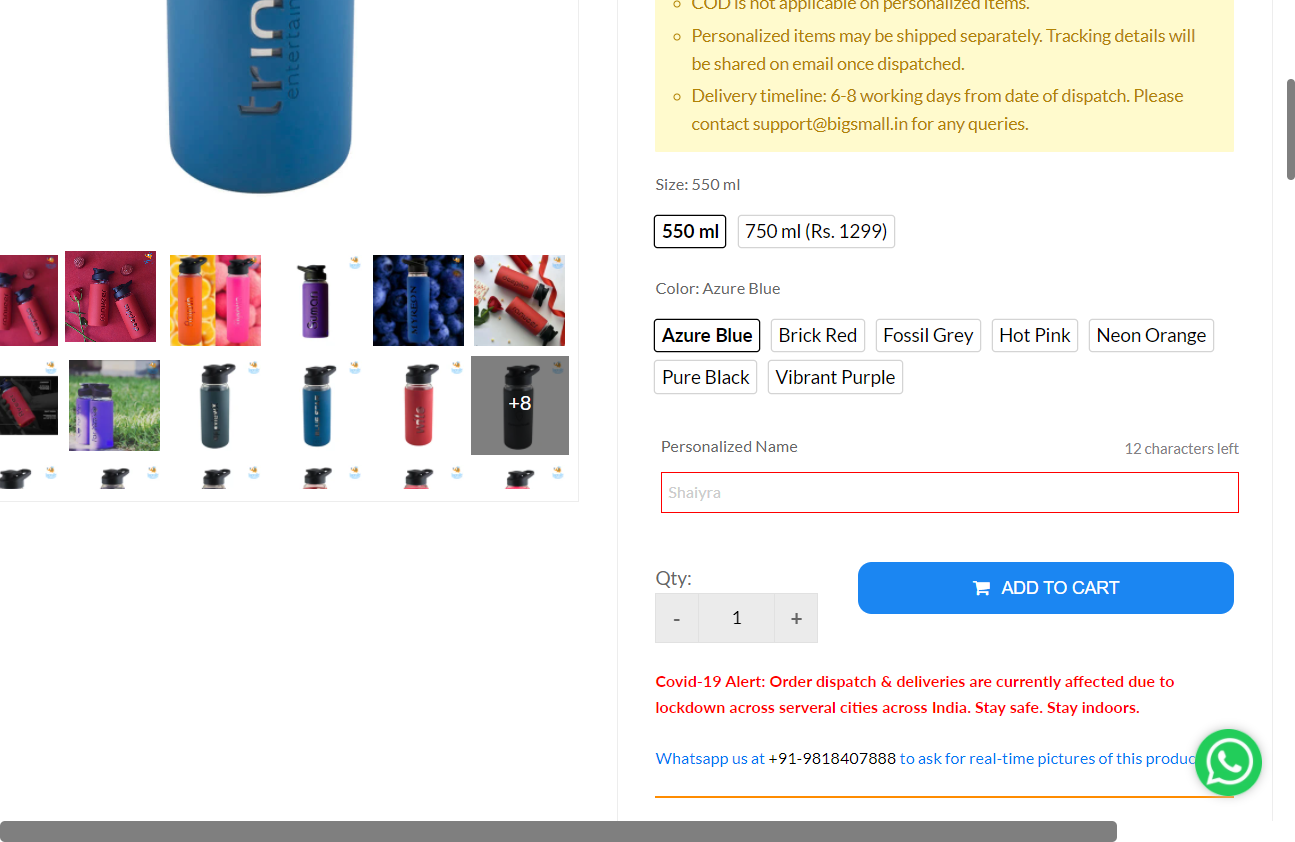 COD is not applicable on personalized items.
Personalized items may be shipped separately. Tracking details will
be shared on email once dispatched.
Delivery timeline: 6-8 working days from date of dispatch. Please
contact support@bigsmall.in for any queries.
Size: 550 ml
550 ml
750 ml (Rs. 1299)
Color: Azure Blue
Azure Blue
Brick Red
Fossil Grey
Hot Pink
Neon Orange
Pure Black
Vibrant Purple
+8
Personalized Name
12 characters left
Shaiyra
Qty:
- 1 +
ADD TO CART
Covid-19 Alert: Order dispatch & deliveries are currently affected due to
lockdown across serveral cities across India. Stay safe. Stay indoors.
Whatsapp us at +91-9818407888 to ask for real-time pictures of this produc